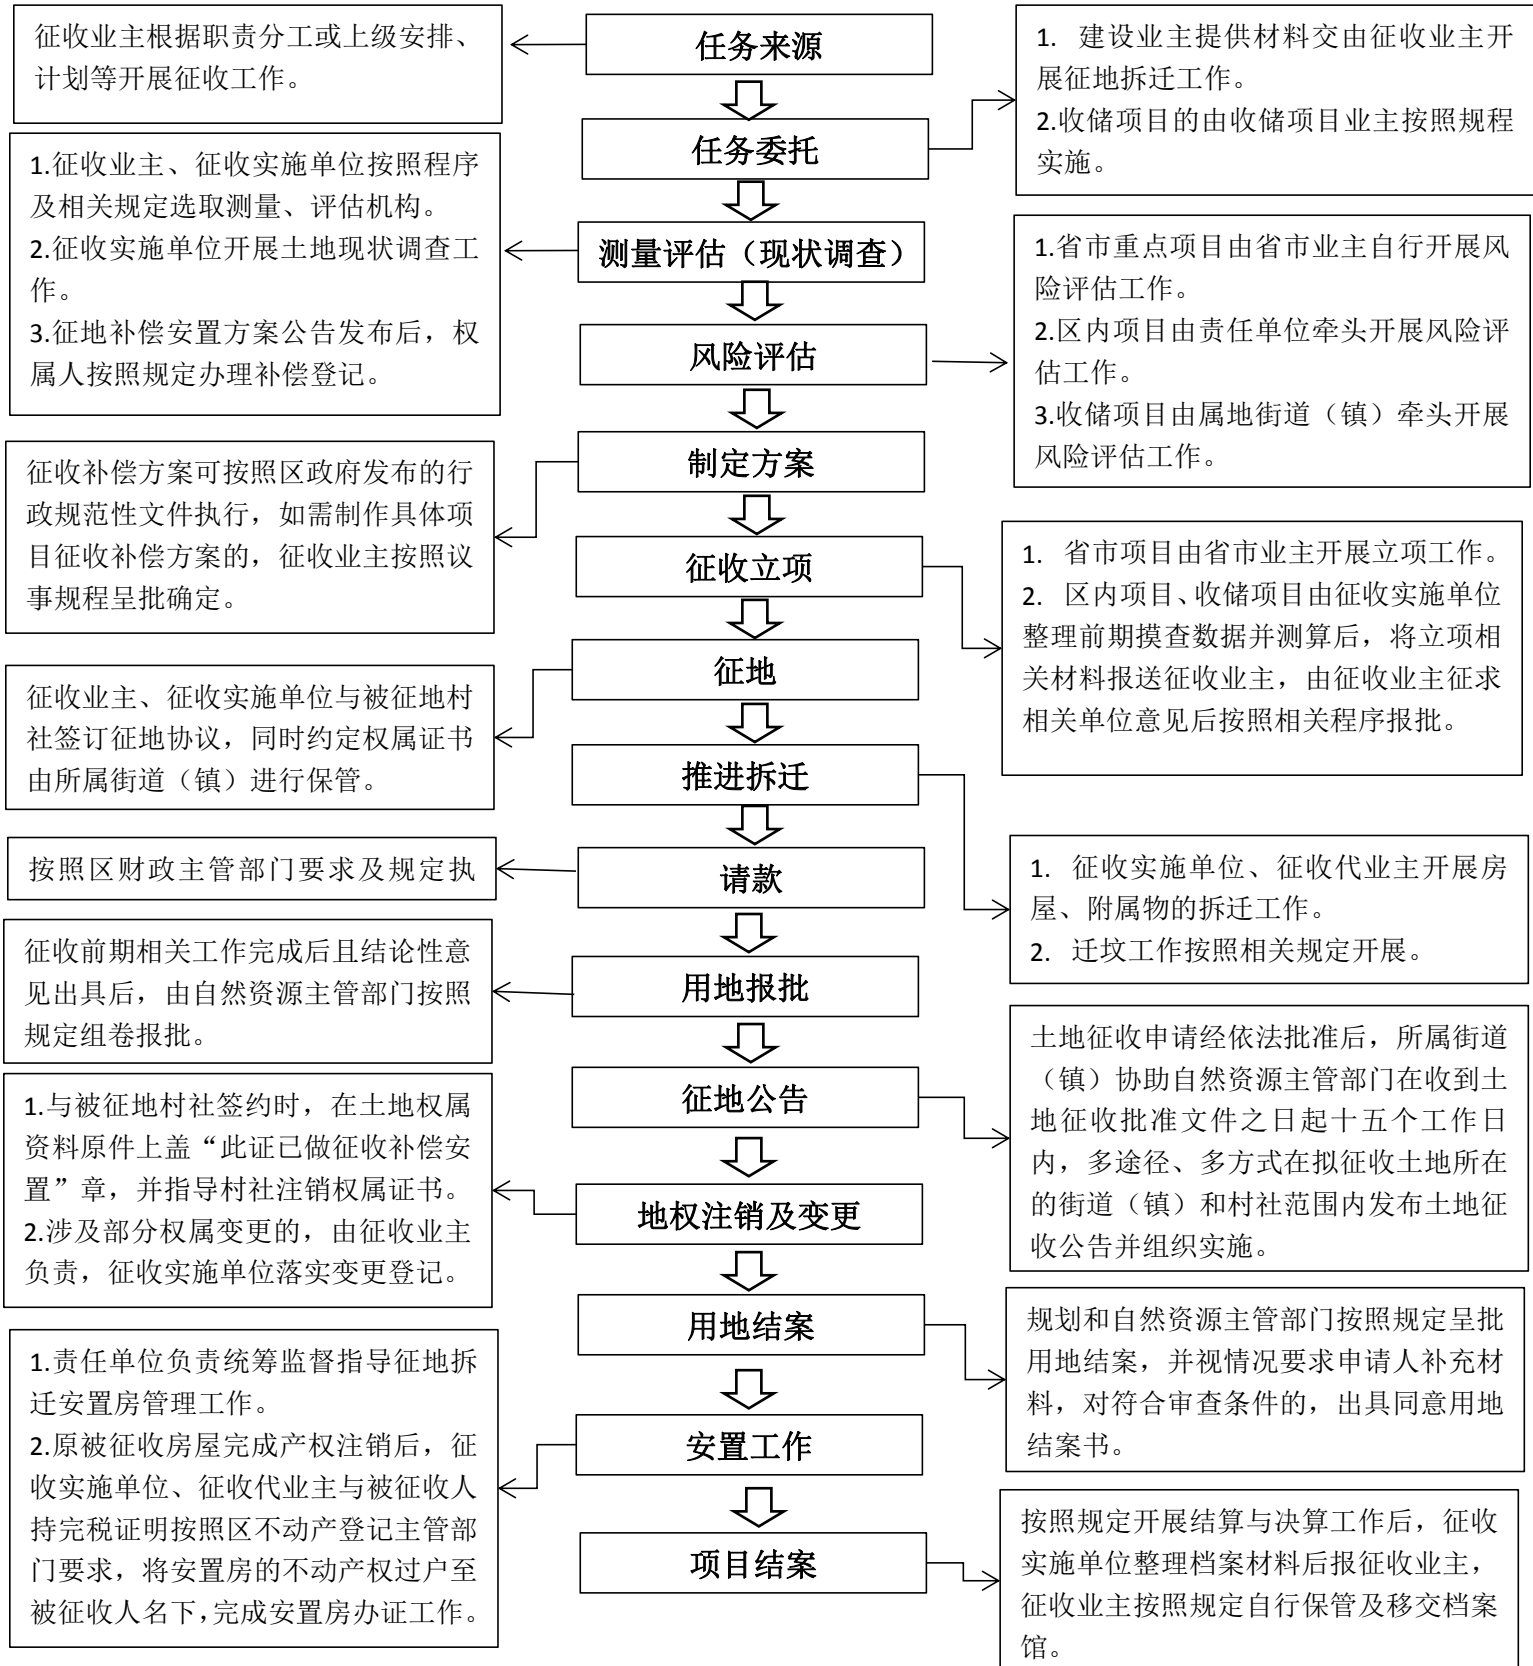 任务来源
征收业主根据职责分工或上级安排、
计划等开展征收工作。
任务委托
1. 建设业主提供材料交由征收业主开
展征地拆迁工作。
2.收储项目的由收储项目业主按照规程
实施。
测量评估（现状调查）
1.征收业主、征收实施单位按照程序
及相关规定选取测量、评估机构。
2.征收实施单位开展土地现状调查工
作。
3.征地补偿安置方案公告发布后，权
属人按照规定办理补偿登记。
风险评估
1.省市重点项目由省市业主自行开展风
险评估工作。
2.区内项目由责任单位牵头开展风险评
估工作。
3.收储项目由属地街道（镇）牵头开展
风险评估工作。
制定方案
征收补偿方案可按照区政府发布的行
政规范性文件执行，如需制作具体项
目征收补偿方案的，征收业主按照议
事规程呈批确定。
征收立项
1. 省市项目由省市业主开展立项工作。
2. 区内项目、收储项目由征收实施单位
整理前期摸查数据并测算后，将立项相
关材料报送征收业主，由征收业主征求
相关单位意见后按照相关程序报批。
征地
征收业主、征收实施单位与被征地村
社签订征地协议，同时约定权属证书
由所属街道（镇）进行保管。
推进拆迁
1. 征收实施单位、征收代业主开展房
屋、附属物的拆迁工作。
2. 迁坟工作按照相关规定开展。
请款
按照区财政主管部门要求及规定执
用地报批
征收前期相关工作完成后且结论性意
见出具后，由自然资源主管部门按照
规定组卷报批。
征地公告
土地征收申请经依法批准后，所属街道
（镇）协助自然资源主管部门在收到土
地征收批准文件之日起十五个工作日
内，多途径、多方式在拟征收土地所在
的街道（镇）和村社范围内发布土地征
收公告并组织实施。
地权注销及变更
1.与被征地村社签约时，在土地权属
资料原件上盖“此证已做征收补偿安
置”章，并指导村社注销权属证书。
2.涉及部分权属变更的，由征收业主
负责，征收实施单位落实变更登记。
用地结案
规划和自然资源主管部门按照规定呈批
用地结案，并视情况要求申请人补充材
料，对符合审查条件的，出具同意用地
结案书。
安置工作
1.责任单位负责统筹监督指导征地拆
迁安置房管理工作。
2.原被征收房屋完成产权注销后，征
收实施单位、征收代业主与被征收人
持完税证明按照区不动产登记主管部
门要求，将安置房的不动产权过户至
被征收人名下，完成安置房办证工作。
项目结案
按照规定开展结算与决算工作后，征收
实施单位整理档案材料后报征收业主，
征收业主按照规定自行保管及移交档案
馆。